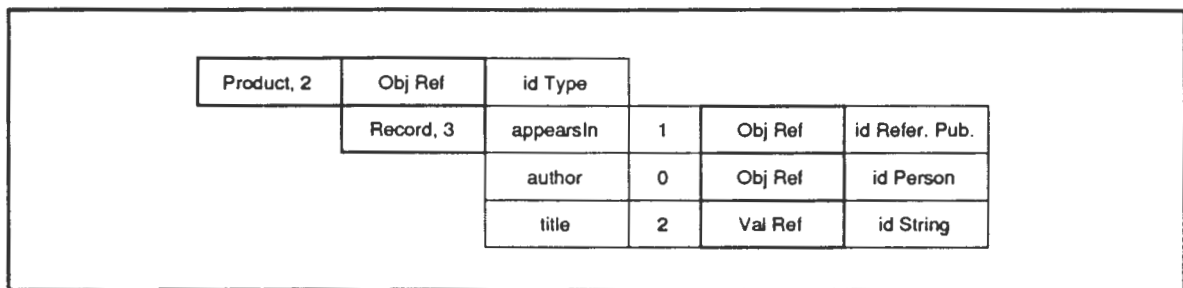 Product, 2 Obj Ref id Type
Record, 3 appearsIn 1 Obj Ref id Refer. Pub.
author 0 Obj Ref id Person
title 2 Val Ref id String